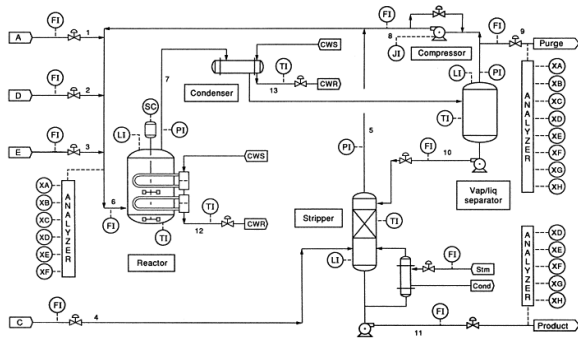 FI
1
A
FI
8
JI
Compressor
FI
9
Purge
CWS
7
Condenser
TI
13
CWR
LI
PI
XA
XB
XC
XD
XE
XF
XG
XH
ANALYZER
TI
FI
2
D
SC
LI
PI
5
FI
3
E
CWS
PI
FI
10
Vap/liq
separator
XA
XB
XC
XD
XE
XF
ANALYZER
6
FI
TI
TI
12
CWR
Reactor
Stripper
TI
LI
FI
Stm
Cond
XD
XE
XF
XG
XH
ANALYZER
FI
4
C
FI
11
Product